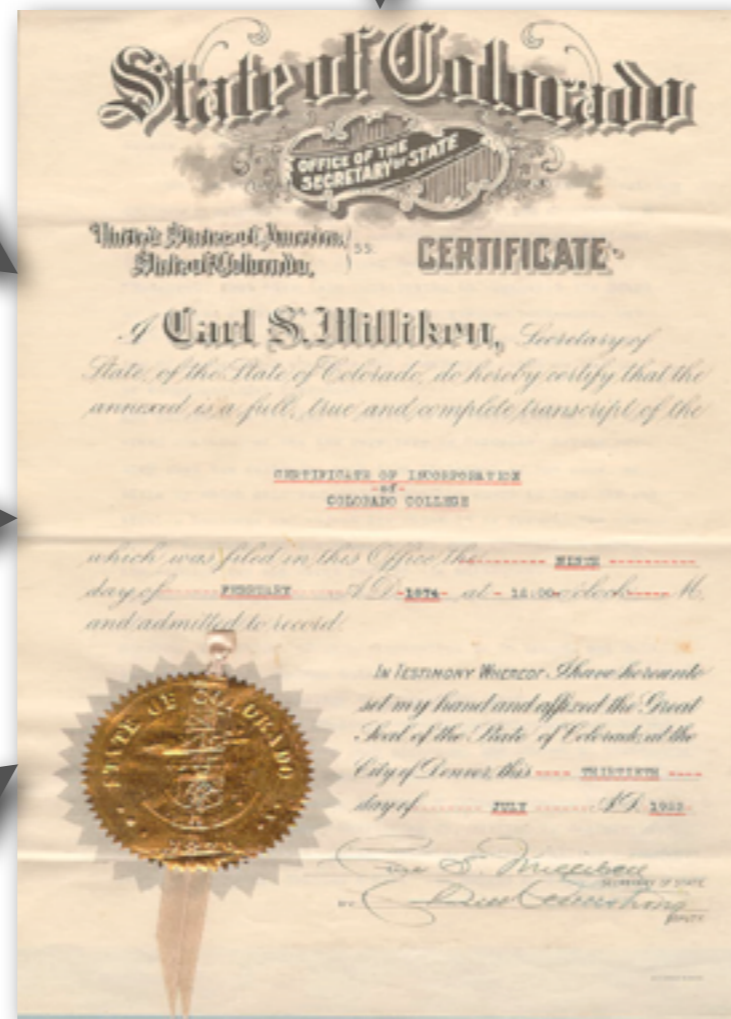 State of Colorado
OFFICE OF THE
SECRETARY OF STATE
United States of America,
State of Colorado,
SS.
CERTIFICATE
I Carl S. Milliken, Secretary of
State, of the State of Colorado, do hereby certify that the
annexed is a full, true and complete transcript of the
CERTIFICATE OF INCORPORATION
-of-
COLORADO COLLEGE
which was filed in this Office the NINTH
day of FEBRUARY A.D. 1874 at 12.00 o'clock M.
and admitted to record.
IN TESTIMONY WHEREOF I have hereunto
set my hand and affixed the Great
Seal of the State of Colorado, at the
City of Denver, this THIRTIETH
day of JULY A.D.
STATE OF COLORADO
Carl S. Milliken
SECRETARY OF STATE
BY
DEPUTY